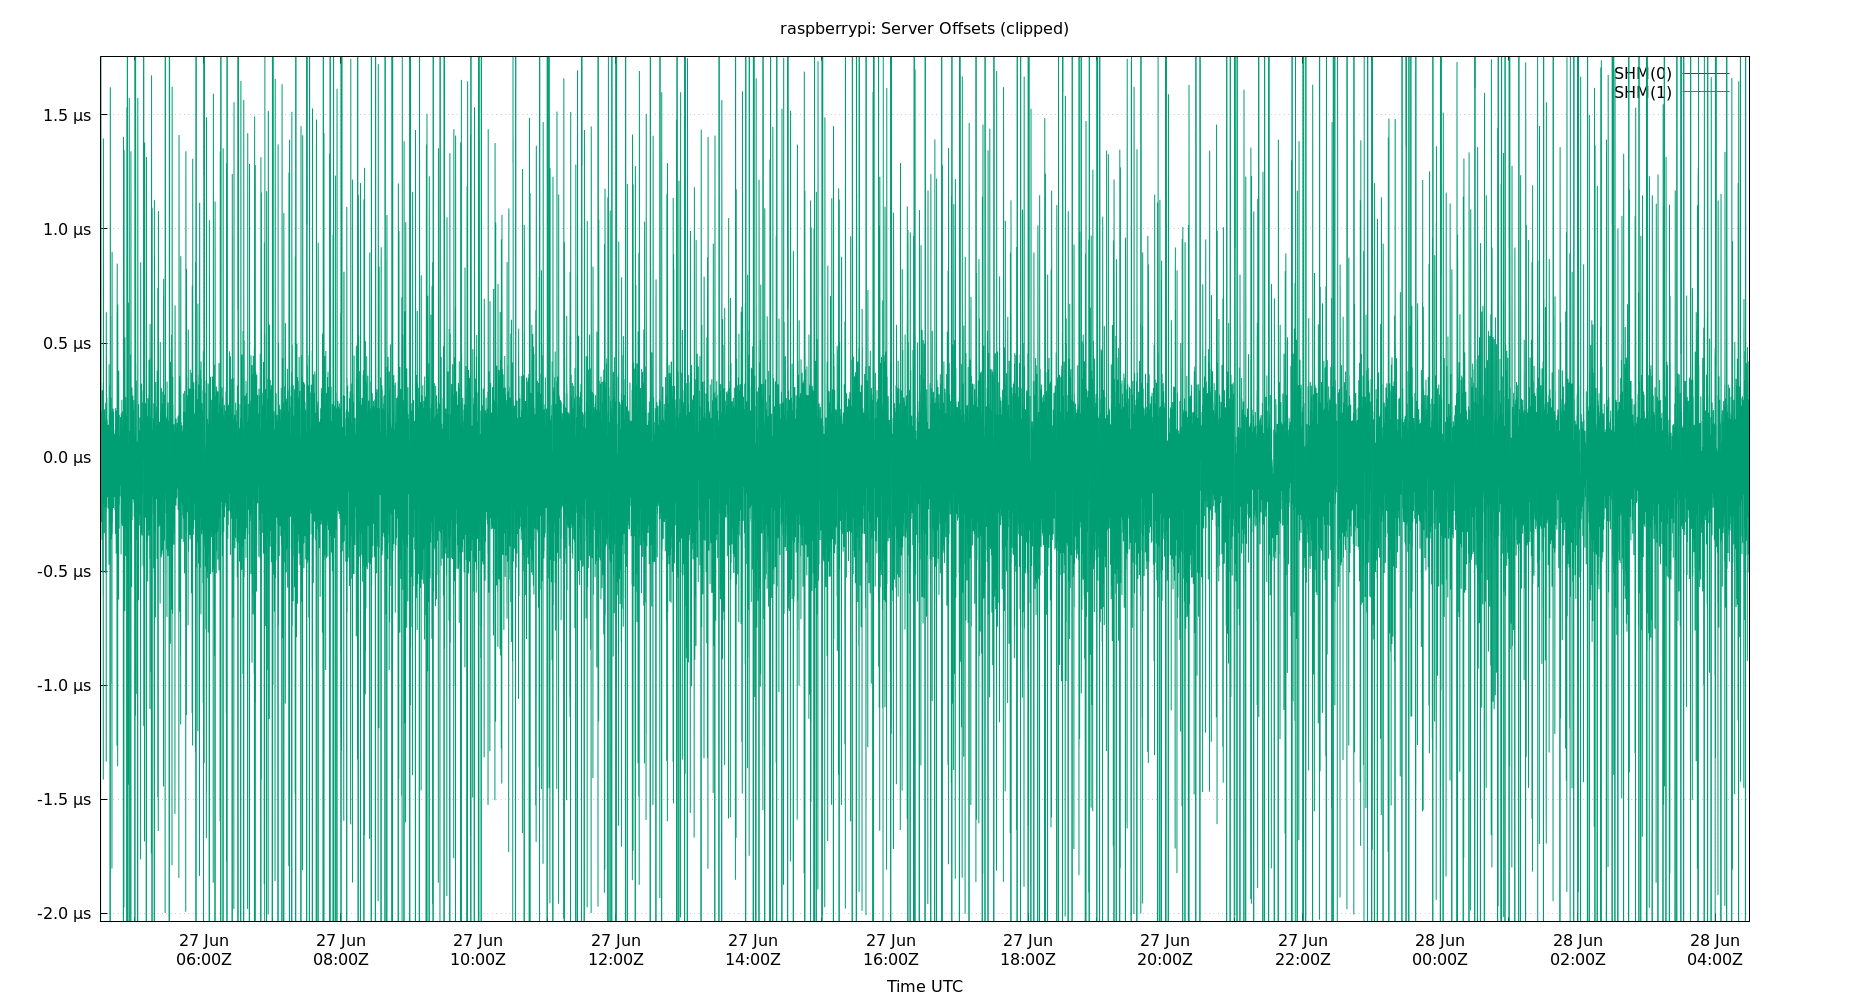 raspberrypi: Server Offsets (clipped)
SHM(0)
SHM(1)
1.5 µs
1.0 µs
0.5 µs
0.0 µs
-0.5 µs
-1.0 µs
-1.5 µs
-2.0 µs
27 Jun 27 Jun 27 Jun 27 Jun 27 Jun 27 Jun 27 Jun 27 Jun 27 Jun 28 Jun 28 Jun 28 Jun
06:00Z 08:00Z 10:00Z 12:00Z 14:00Z 16:00Z 18:00Z 20:00Z 22:00Z 00:00Z 02:00Z 04:00Z
Time UTC